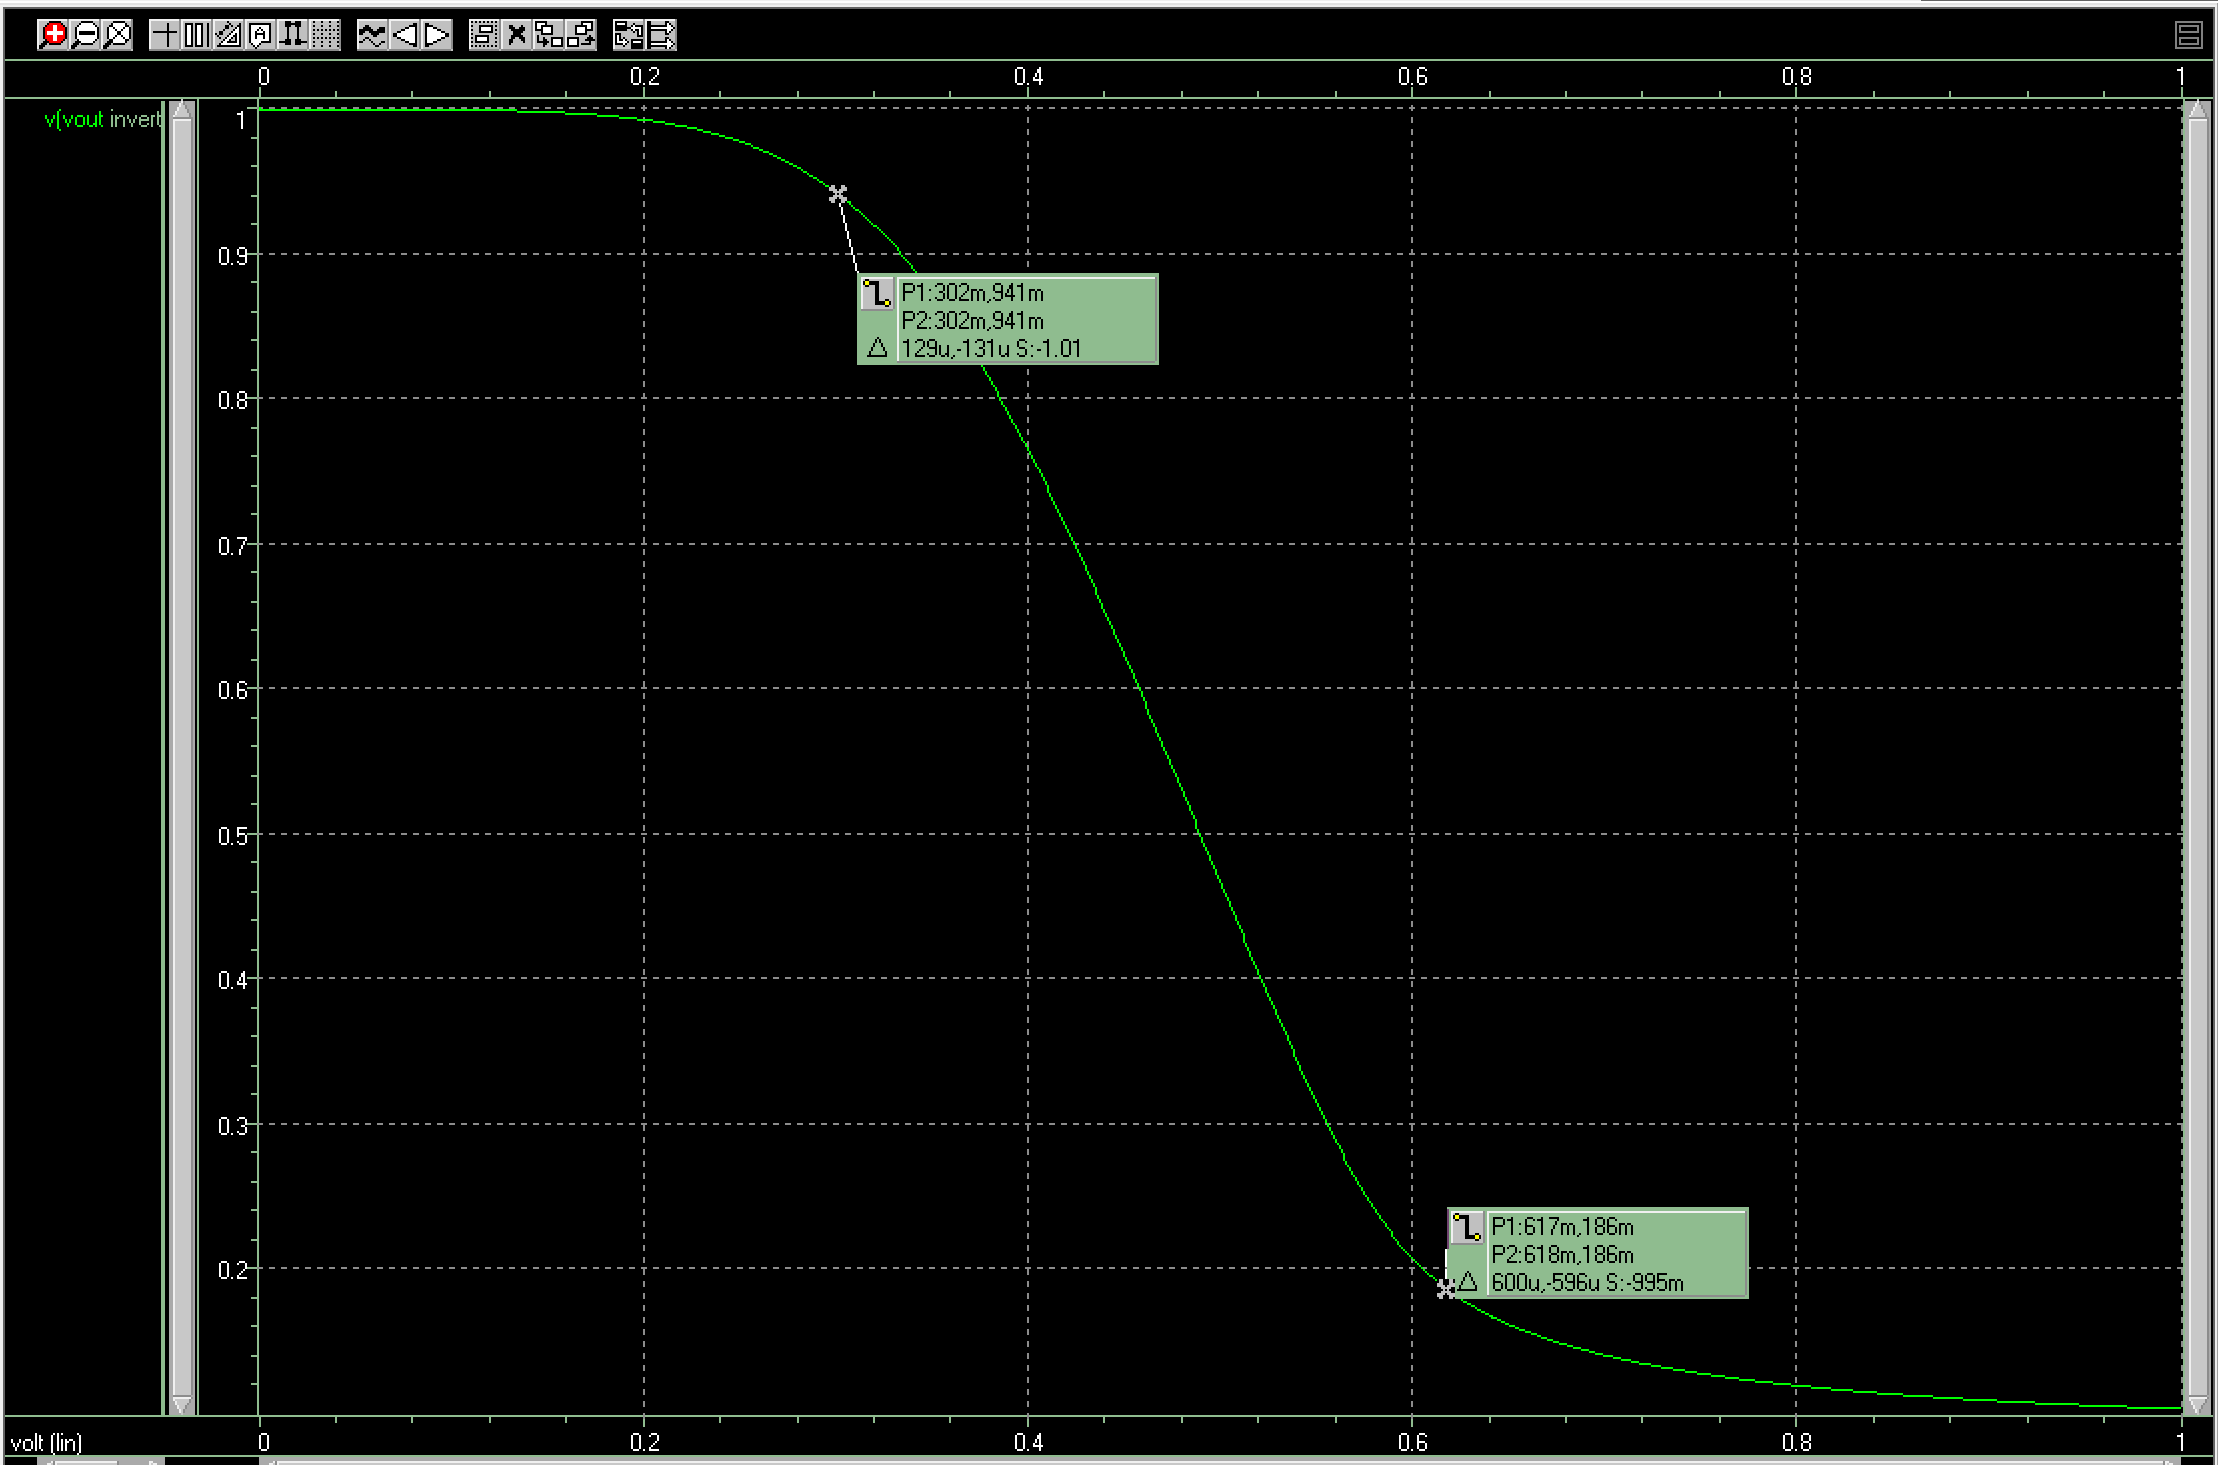 0 0.2 0.4 0.6 0.8 1
v(vout invert
1
0.9
P1:302m,941m
P2:302m,941m
129u,-131u S:-1.01
0.8
0.7
0.6
0.5
0.4
0.3
P1:617m,186m
P2:618m,186m
600u,-596u S:-995m
0.2
volt (lin) 0 0.2 0.4 0.6 0.8 1